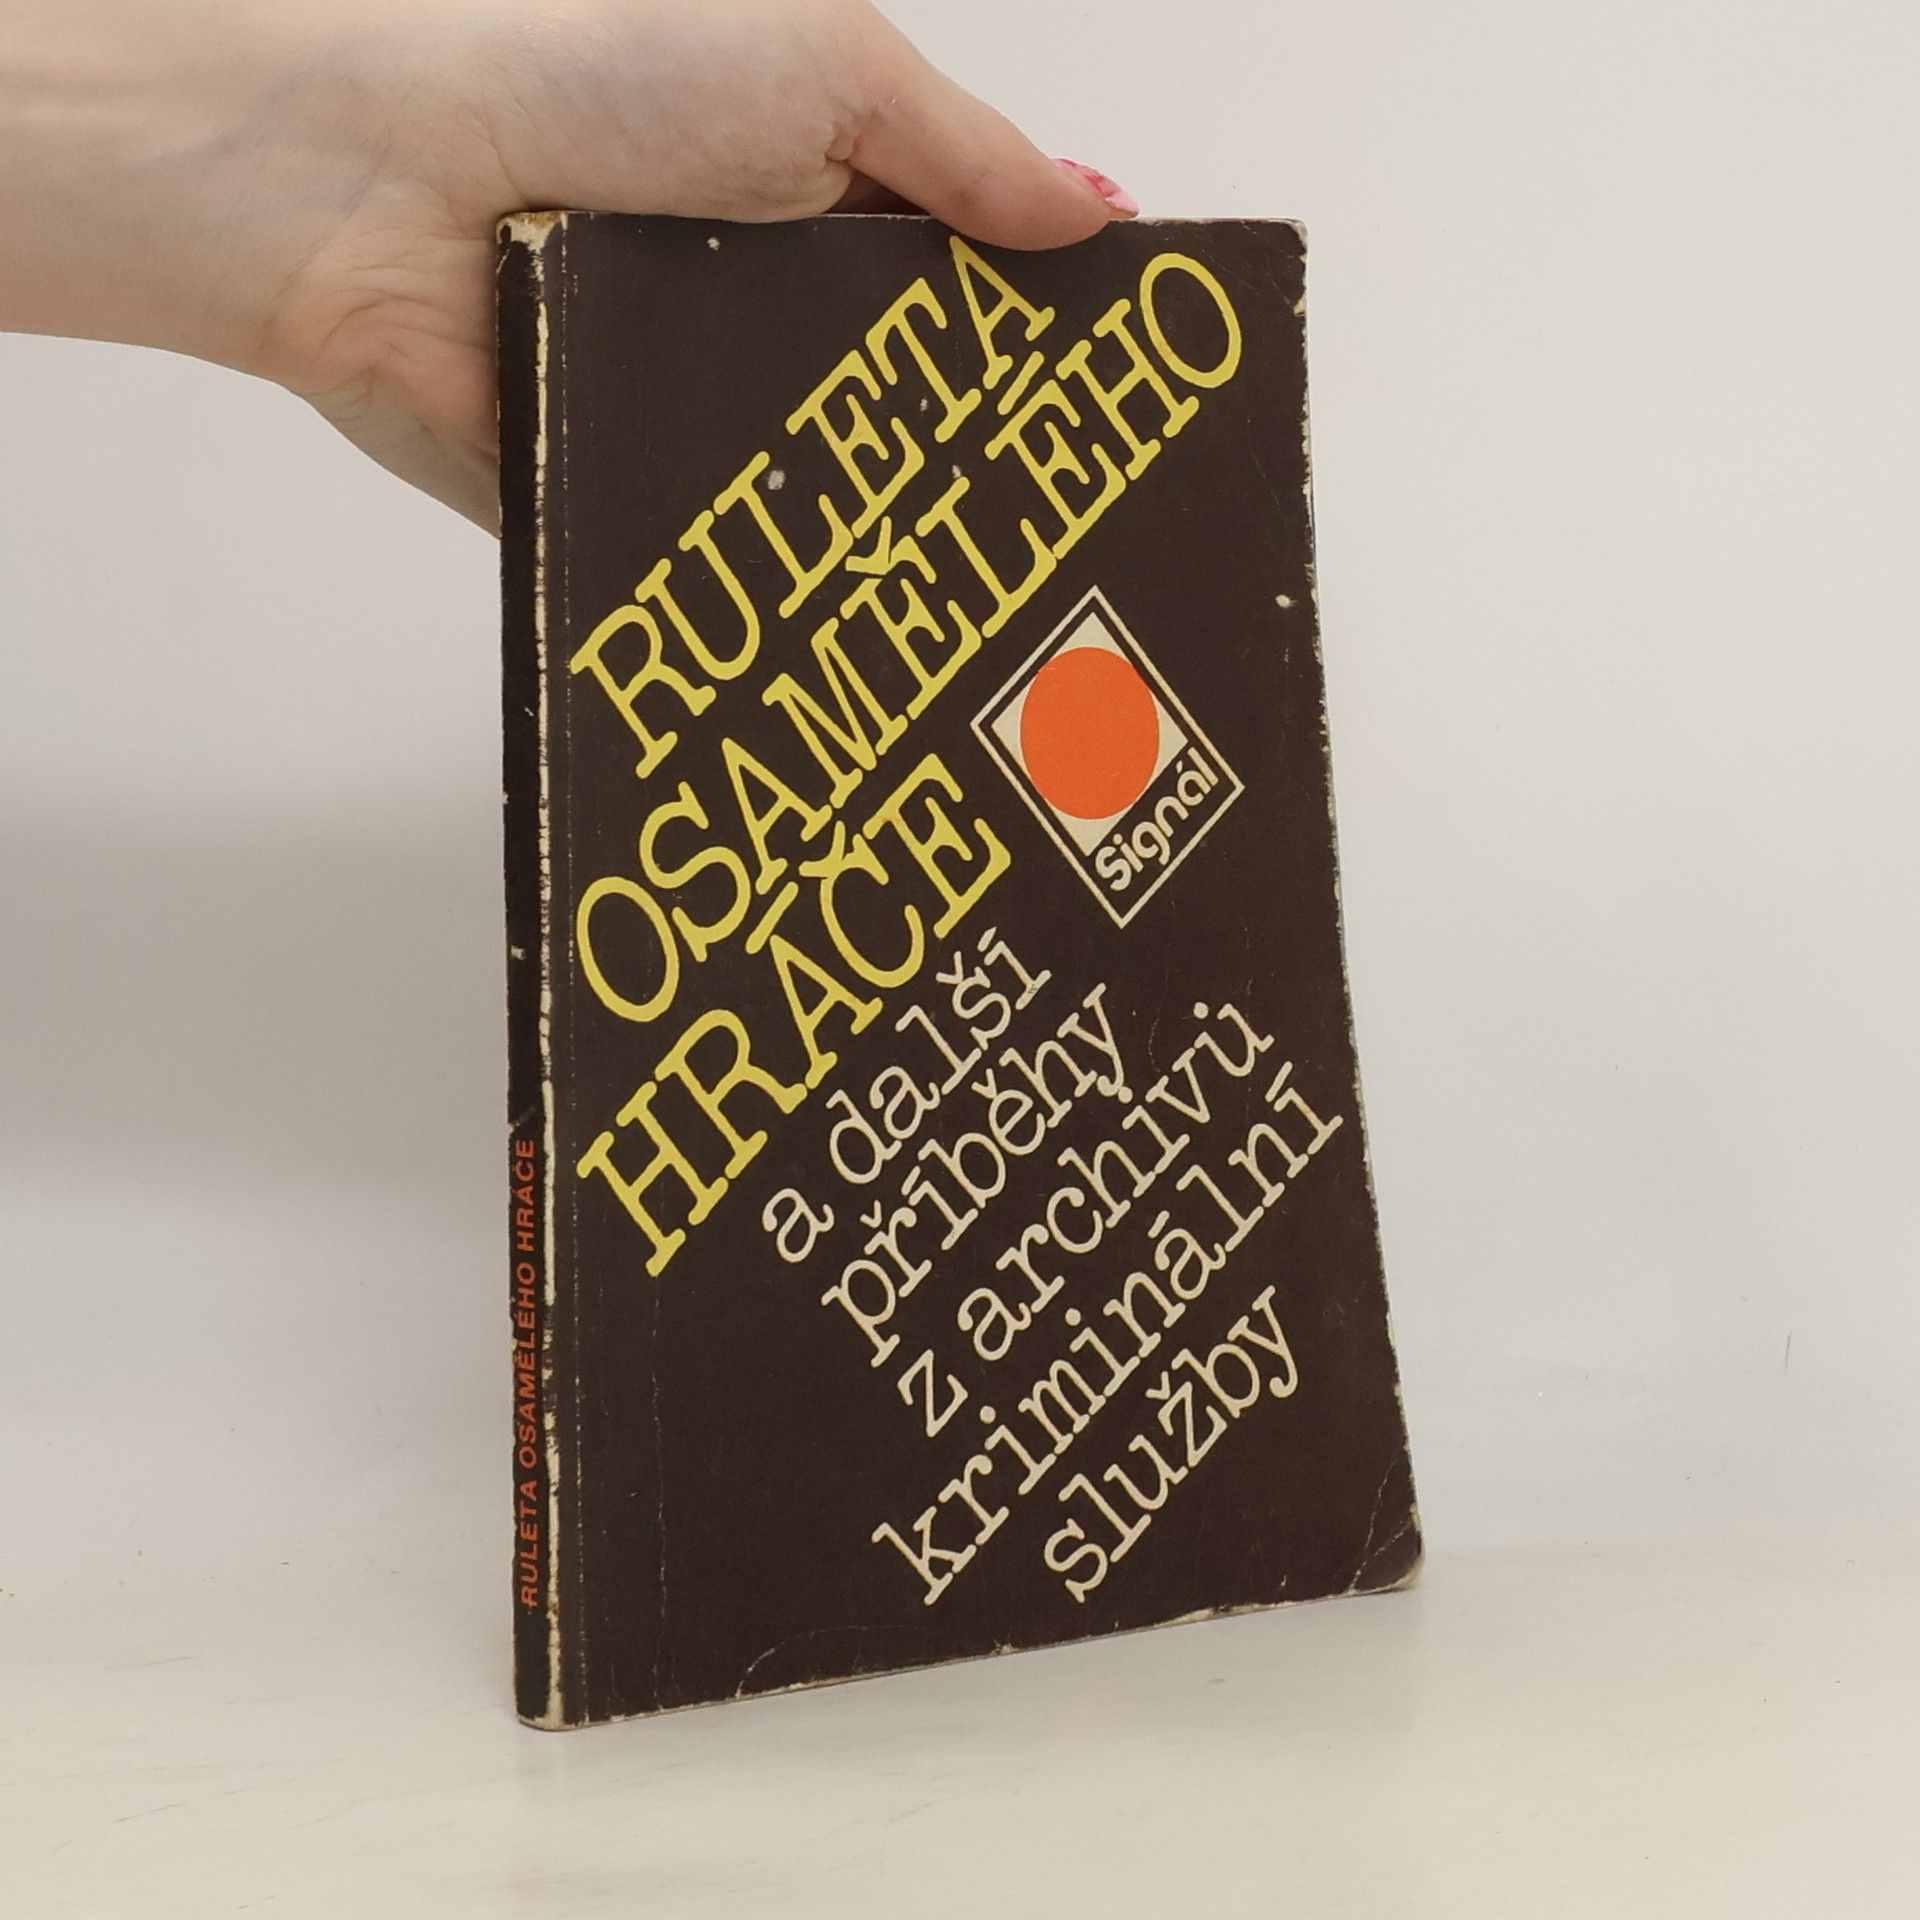 RULETA
OSAMĚLÉHO
HRÁČE
Signál
a další
příběhy
z archivů
kriminální
služby
RULETA OSAMĚLÉHO HRÁČE